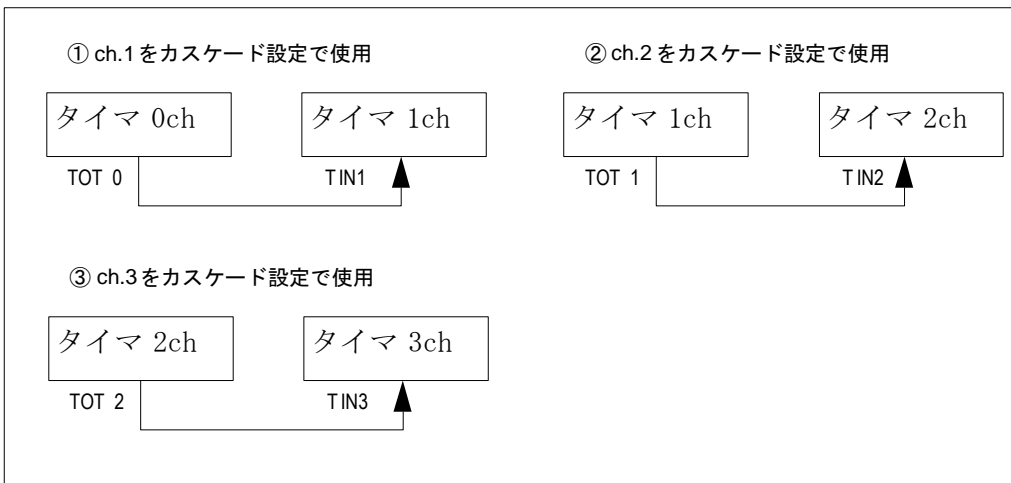 ① ch.1をカスケード設定で使用
タイマ 0ch
タイマ 1ch
TOT 0
TIN1
② ch.2をカスケード設定で使用
タイマ 1ch
タイマ 2ch
TOT 1
TIN2
③ ch.3をカスケード設定で使用
タイマ 2ch
タイマ 3ch
TOT 2
TIN3